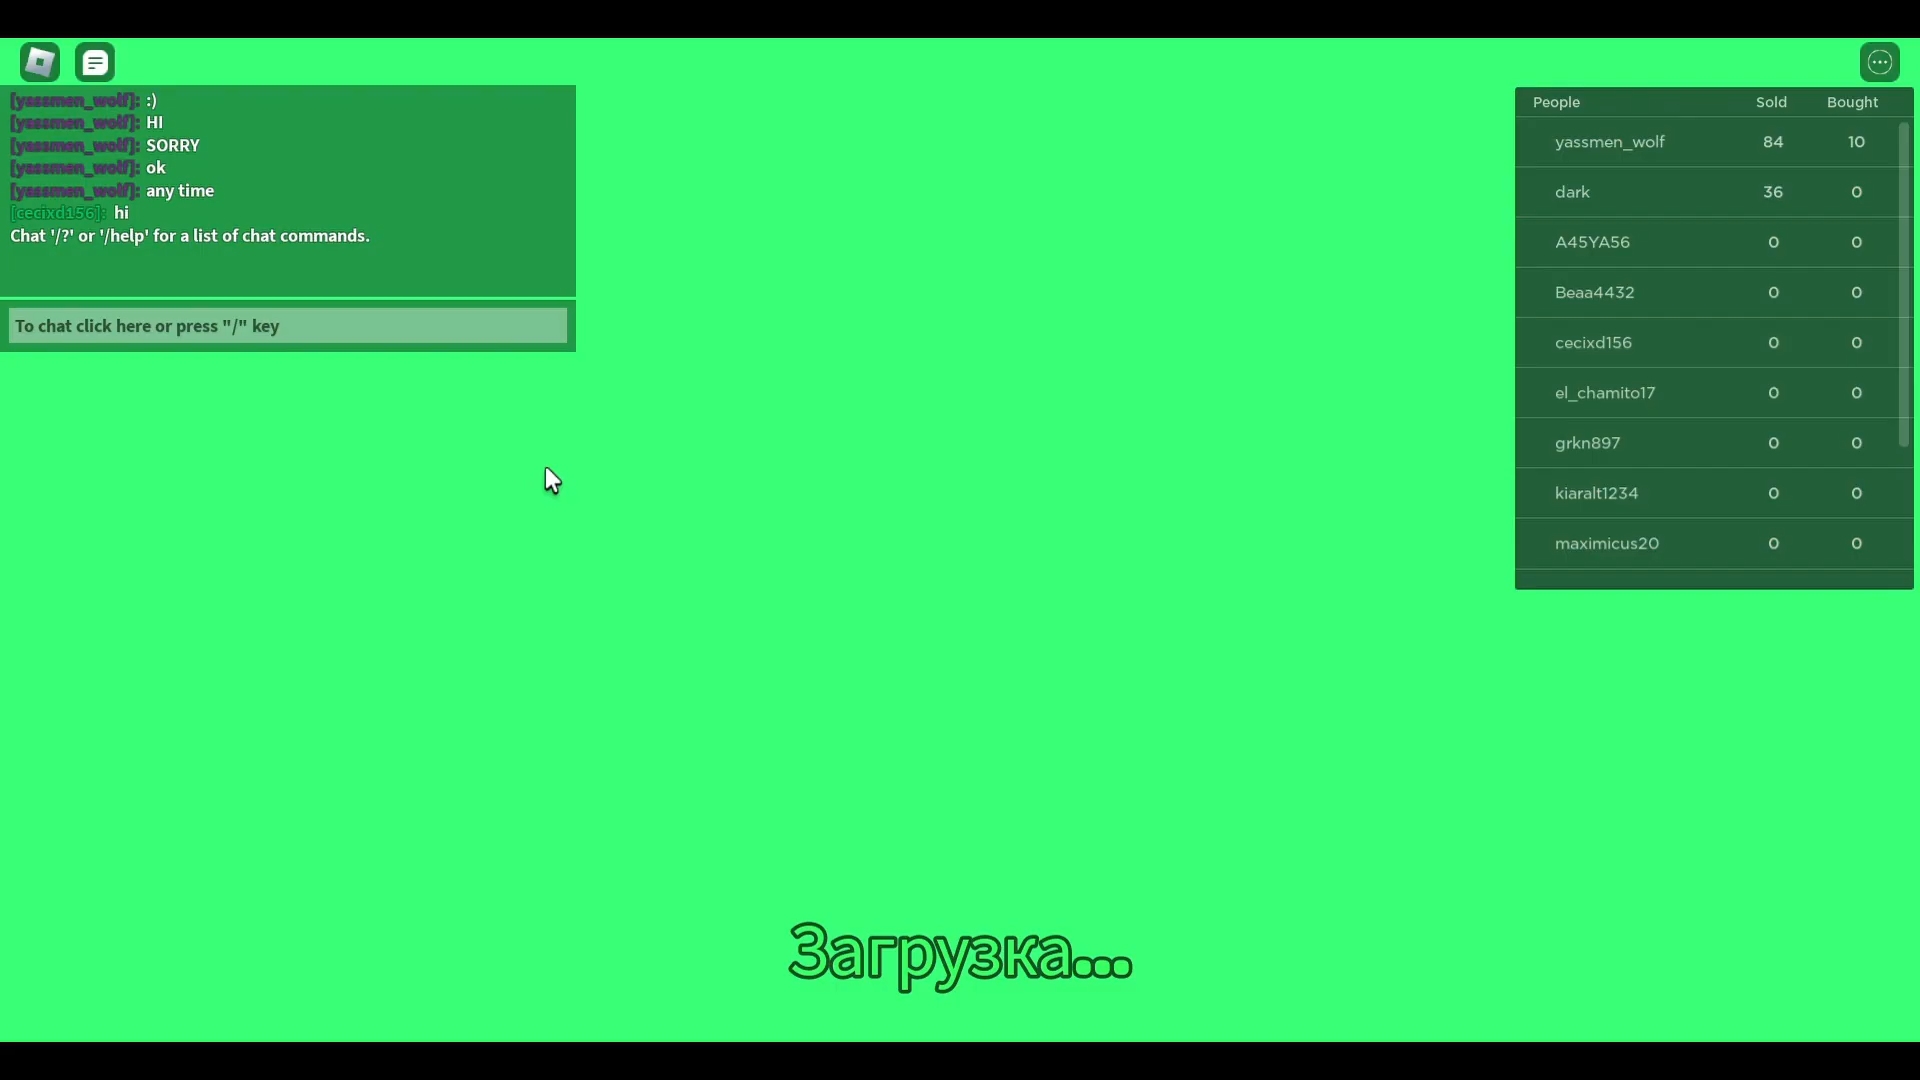 [yassmen_wolf]: :)
[yassmen_wolf]: HI
[yassmen_wolf]: SORRY
[yassmen_wolf]: ok
[yassmen_wolf]: any time
[cecixd156]: hi
Chat '/?' or '/help' for a list of chat commands.
To chat click here or press "/" key
People Sold Bought
yassmen_wolf 84 10
dark 36 0
A45YA56 0 0
Beaa4432 0 0
cecixd156 0 0
el_chamito17 0 0
grkn897 0 0
kiaralt1234 0 0
maximicus20 0 0
Загрузка...